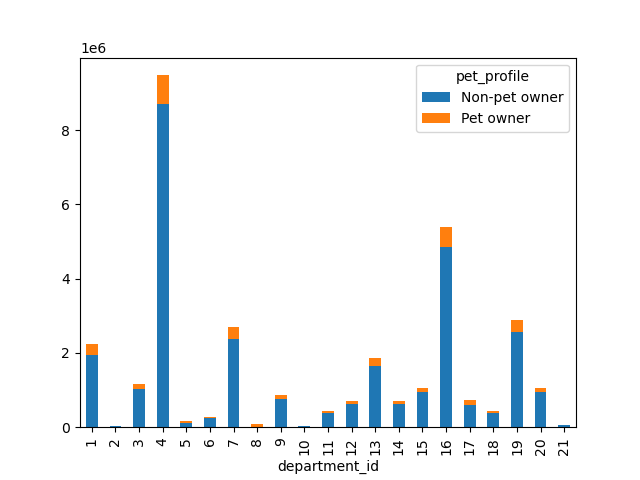 1e6
pet_profile
Non-pet owner
Pet owner
8
6
4
2
0
1 2 3 4 5 6 7 8 9 10 11 12 13 14 15 16 17 18 19 20 21
department_id